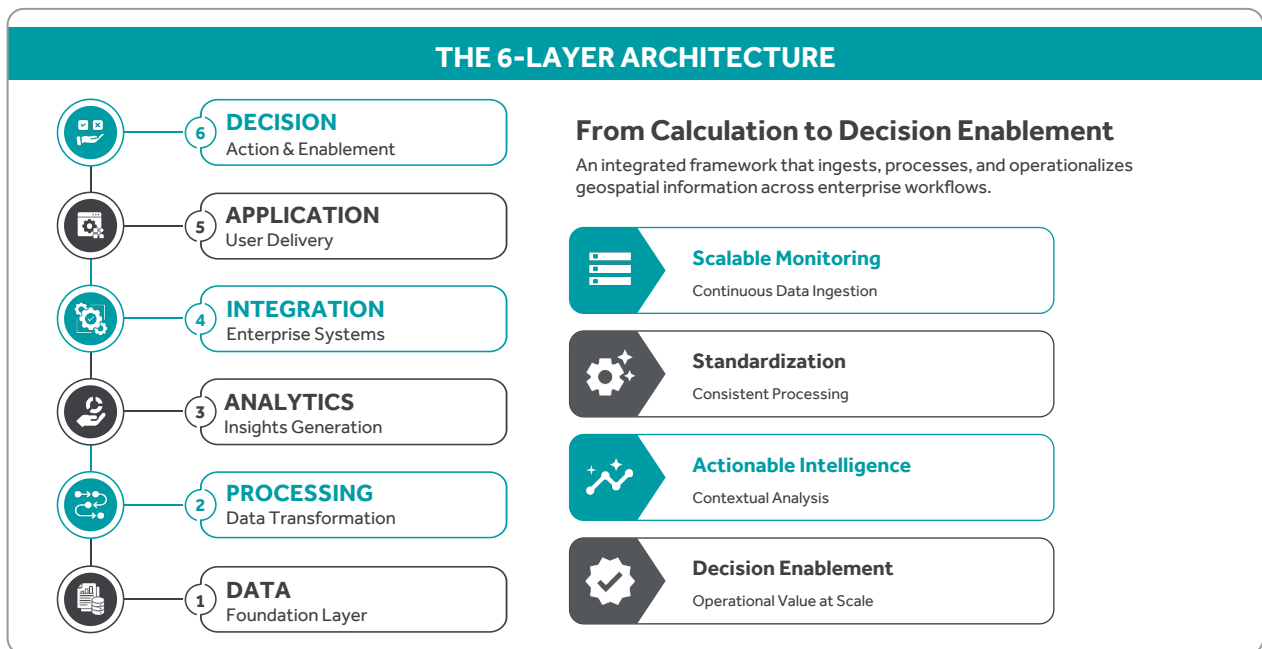 THE 6-LAYER ARCHITECTURE
6
DECISION
Action & Enablement
5
APPLICATION
User Delivery
4
INTEGRATION
Enterprise Systems
3
ANALYTICS
Insights Generation
2
PROCESSING
Data Transformation
1
DATA
Foundation Layer
From Calculation to Decision Enablement
An integrated framework that ingests, processes, and operationalizes
geospatial information across enterprise workflows.
Scalable Monitoring
Continuous Data Ingestion
Standardization
Consistent Processing
Actionable Intelligence
Contextual Analysis
Decision Enablement
Operational Value at Scale